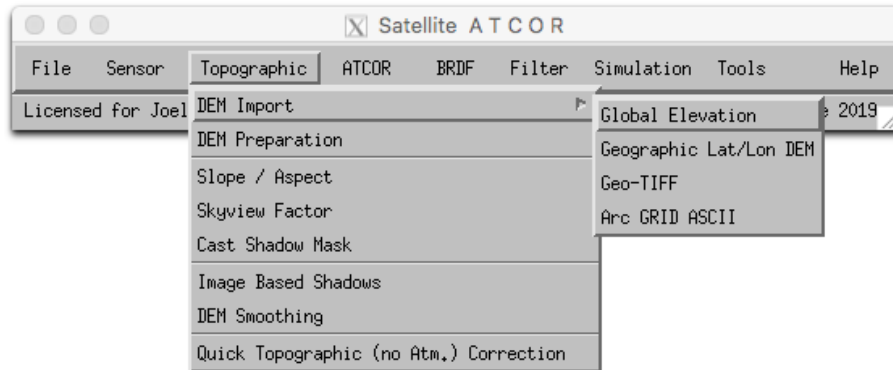 Satellite A T C O R
File Sensor Topographic ATCOR BRDF Filter Simulation Tools Help
Licensed for Joel 2019
DEM Import
DEM Preparation
Slope / Aspect
Skyview Factor
Cast Shadow Mask
Image Based Shadows
DEM Smoothing
Quick Topographic (no Atm.) Correction
Global Elevation
Geographic Lat/Lon DEM
Geo-TIFF
Arc GRID ASCII